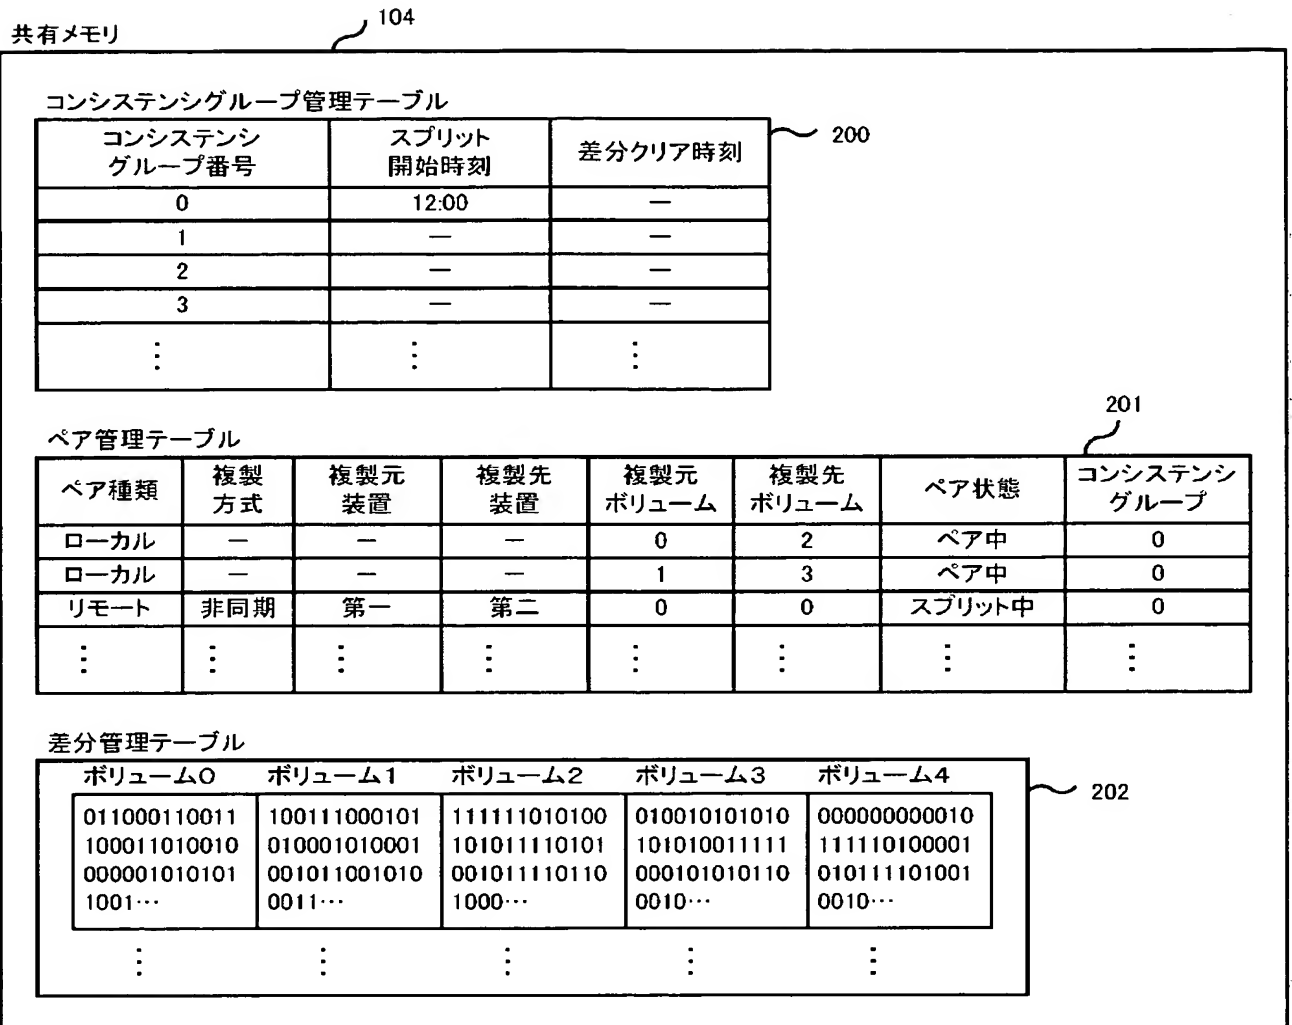 共有メモリ
104
コンシステンシグループ管理テーブル
200
コンシステンシ
グループ番号
スプリット
開始時刻
差分クリア時刻
0 12:00 —
1 — —
2 — —
3 — —
⋮ ⋮ ⋮
201
ペア管理テーブル
ペア種類
複製
方式
複製元
装置
複製先
装置
複製元
ボリューム
複製先
ボリューム
ペア状態
コンシステンシ
グループ
ローカル — — — 0 2 ペア中 0
ローカル — — — 1 3 ペア中 0
リモート 非同期 第一 第二 0 0 スプリット中 0
⋮ ⋮ ⋮ ⋮ ⋮ ⋮ ⋮ ⋮
差分管理テーブル
202
ボリューム0 ボリューム1 ボリューム2 ボリューム3 ボリューム4
011000110011 100111000101 111111010100 010010101010 000000000010
100011010010 010001010001 101011110101 101010011111 111110100001
000001010101 001011001010 001011110110 000101010110 010111101001
1001… 0011… 1000… 0010… 0010…
⋮ ⋮ ⋮ ⋮ ⋮